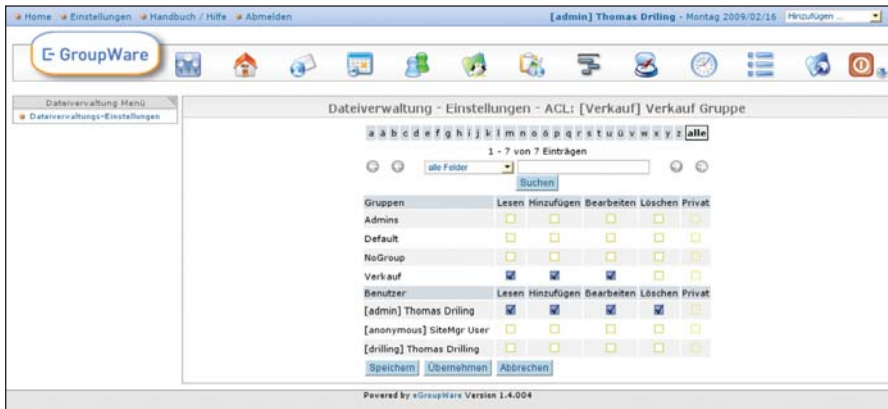 Home Einstellungen Handbuch / Hilfe Abmelden [admin] Thomas Driling - Montag 2009/02/16 Hinzufügen ...
E-GroupWare
Dateiverwaltung Menü
Dateiverwaltungs-Einstellungen
Dateiverwaltung - Einstellungen - ACL: [Verkauf] Verkauf Gruppe
a ä b c d e f g h i j k l m n o ö p q r s t u ü v w x y z alle
1 - 7 von 7 Einträgen
alle Felder
Suchen
Gruppen Lesen Hinzufügen Bearbeiten Löschen Privat
Admins
Default
NoGroup
Verkauf
Benutzer Lesen Hinzufügen Bearbeiten Löschen Privat
[admin] Thomas Driling
[anonymous] SiteMgr User
[drilling] Thomas Drilling
Speichern Übernehmen Abbrechen
Powered by eGroupWare Version 1.4.004